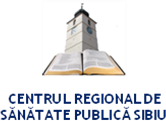 CENTRUL REGIONAL DE
SĂNĂTATE PUBLICĂ SIBIU